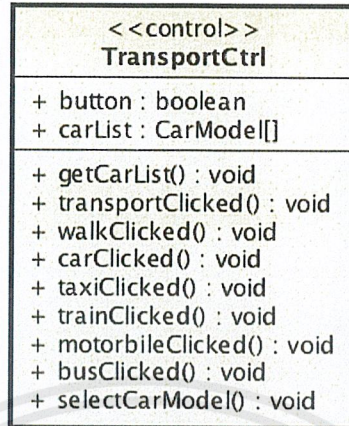 <<control>>
TransportCtrl
+ button : boolean
+ carList : CarModel[]
+ getCarList() : void
+ transportClicked() : void
+ walkClicked() : void
+ carClicked() : void
+ taxiClicked() : void
+ trainClicked() : void
+ motorbileClicked() : void
+ busClicked() : void
+ selectCarModel() : void